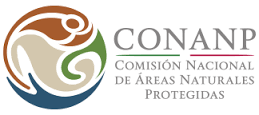 CONANP
COMISIÓN NACIONAL
DE ÁREAS NATURALES
PROTEGIDAS